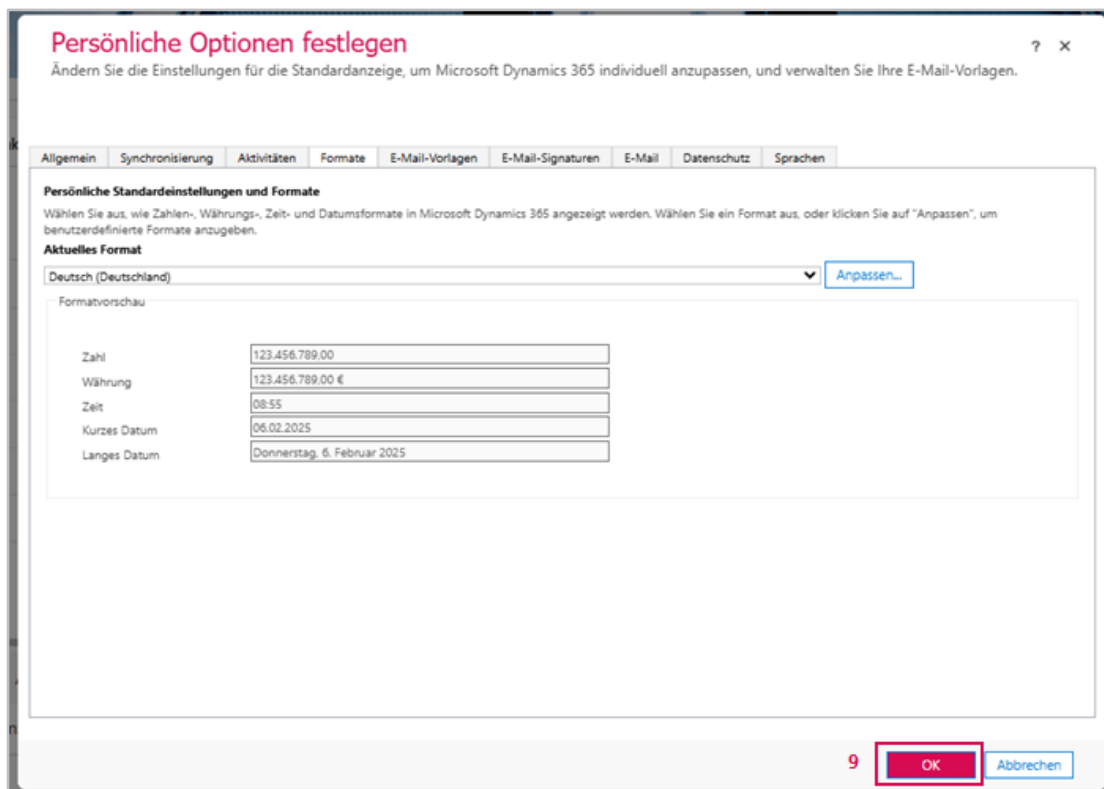 Persönliche Optionen festlegen
? ×
Ändern Sie die Einstellungen für die Standardanzeige, um Microsoft Dynamics 365 individuell anzupassen, und verwalten Sie Ihre E-Mail-Vorlagen.
Allgemein Synchronisierung Aktivitäten Formate E-Mail-Vorlagen E-Mail-Signaturen E-Mail Datenschutz Sprachen
Persönliche Standardeinstellungen und Formate
Wählen Sie aus, wie Zahlen-, Währungs-, Zeit- und Datumsformate in Microsoft Dynamics 365 angezeigt werden. Wählen Sie ein Format aus, oder klicken Sie auf "Anpassen", um
benutzerdefinierte Formate anzugeben.
Aktuelles Format
Deutsch (Deutschland) Anpassen...
Formatvorschau
Zahl 123.456.789,00
Währung 123.456.789,00 €
Zeit 08:55
Kurzes Datum 06.02.2025
Langes Datum Donnerstag, 6. Februar 2025
9 OK Abbrechen